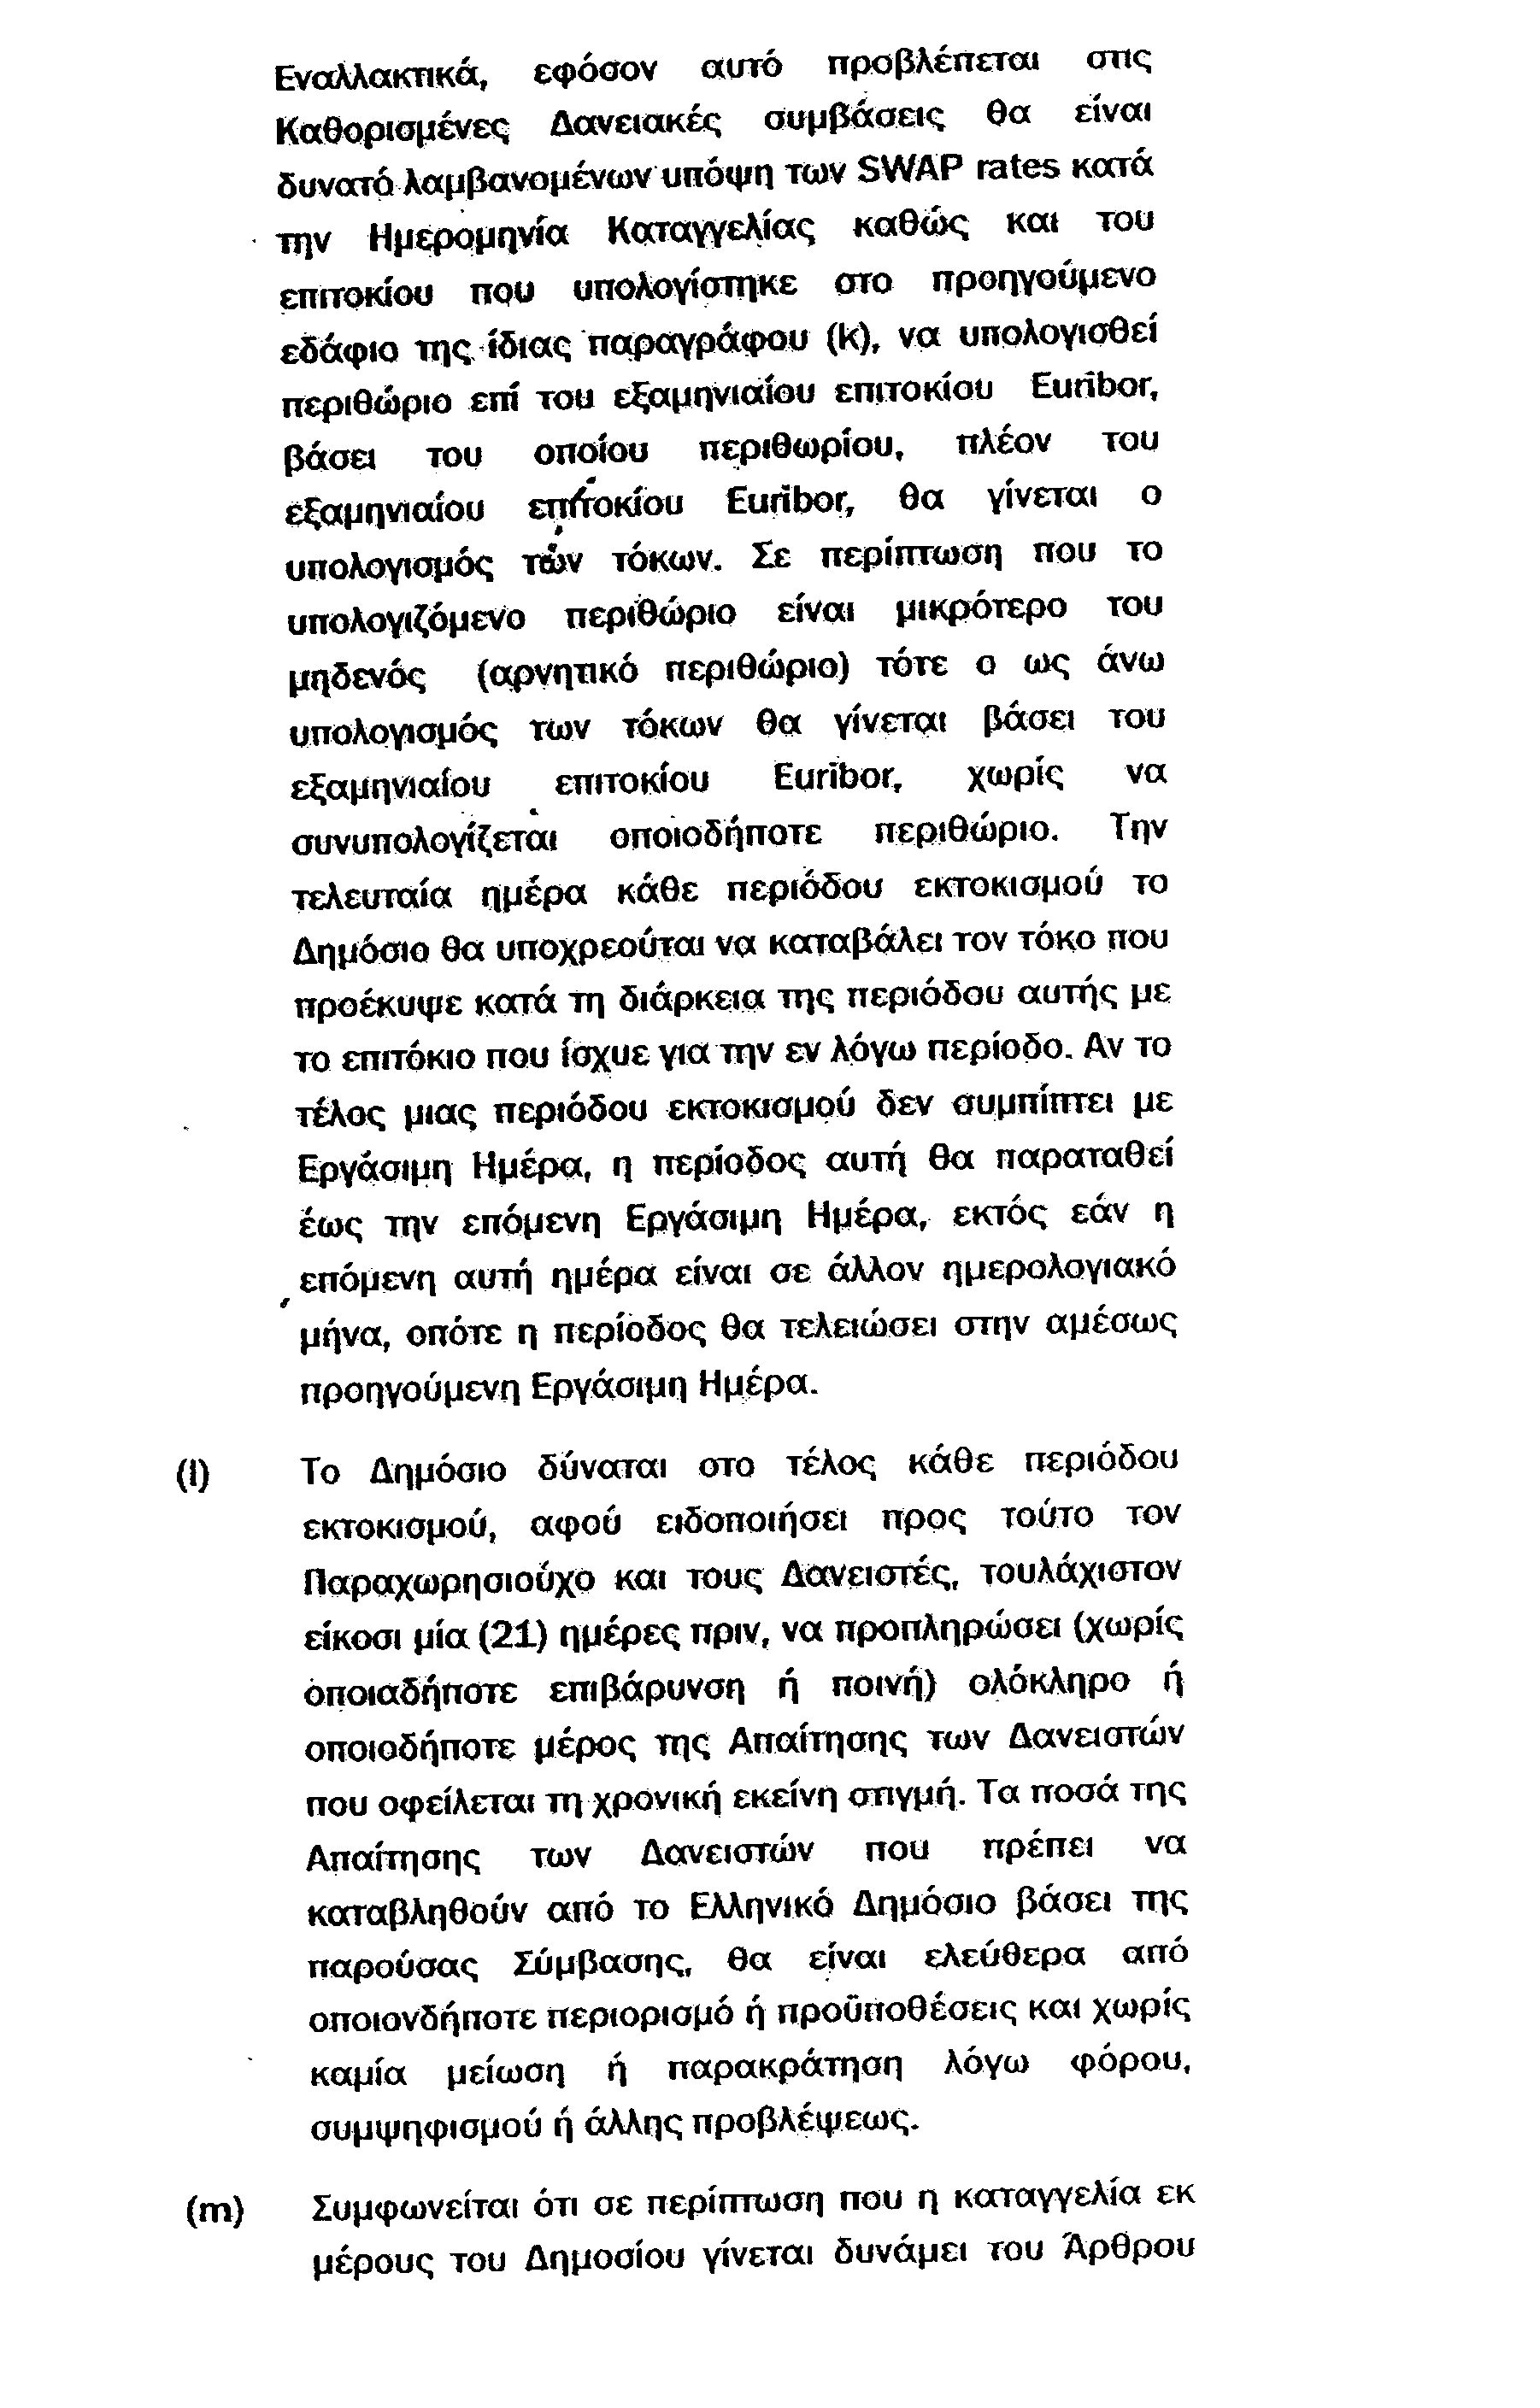 Εναλλακτικά, εφόσον αυτό προβλέπεται στις
Καθορισμένες Δανειακές συμβάσεις θα είναι
δυνατό λαμβανομένων υπόψη των SWAP rates κατά
την Ημερομηνία Καταγγελίας καθώς και του
επιτοκίου που υπολογίστηκε στο προηγούμενο
εδάφιο της ίδιας παραγράφου (k), να υπολογισθεί
περιθώριο επί του εξαμηνιαίου επιτοκίου Euribor,
βάσει του οποίου περιθωρίου, πλέον του
εξαμηνιαίου επιτοκίου Euribor, θα γίνεται ο
υπολογισμός των τόκων. Σε περίπτωση που το
υπολογιζόμενο περιθώριο είναι μικρότερο του
μηδενός (αρνητικό περιθώριο) τότε ο ως άνω
υπολογισμός των τόκων θα γίνεται βάσει του
εξαμηνιαίου επιτοκίου Euribor, χωρίς να
συνυπολογίζεται οποιοδήποτε περιθώριο. Την
τελευταία ημέρα κάθε περιόδου εκτοκισμού το
Δημόσιο θα υποχρεούται να καταβάλει τον τόκο που
προέκυψε κατά τη διάρκεια της περιόδου αυτής με
το επιτόκιο που ίσχυε για την εν λόγω περίοδο. Αν το
τέλος μιας περιόδου εκτοκισμού δεν συμπίπτει με
Εργάσιμη Ημέρα, η περίοδος αυτή θα παραταθεί
έως την επόμενη Εργάσιμη Ημέρα, εκτός εάν η
επόμενη αυτή ημέρα είναι σε άλλον ημερολογιακό
μήνα, οπότε η περίοδος θα τελειώσει στην αμέσως
προηγούμενη Εργάσιμη Ημέρα.
(l) Το Δημόσιο δύναται στο τέλος κάθε περιόδου
εκτοκισμού, αφού ειδοποιήσει προς τούτο τον
Παραχωρησιούχο και τους Δανειστές, τουλάχιστον
είκοσι μία (21) ημέρες πριν, να προπληρώσει (χωρίς
οποιαδήποτε επιβάρυνση ή ποινή) ολόκληρο ή
οποιοδήποτε μέρος της Απαίτησης των Δανειστών
που οφείλεται τη χρονική εκείνη στιγμή. Τα ποσά της
Απαίτησης των Δανειστών που πρέπει να
καταβληθούν από το Ελληνικό Δημόσιο βάσει της
παρούσας Σύμβασης, θα είναι ελεύθερα από
οποιονδήποτε περιορισμό ή προϋποθέσεις και χωρίς
καμία μείωση ή παρακράτηση λόγω φόρου,
συμψηφισμού ή άλλης προβλέψεως.
(m) Συμφωνείται ότι σε περίπτωση που η καταγγελία εκ
μέρους του Δημοσίου γίνεται δυνάμει του Άρθρου